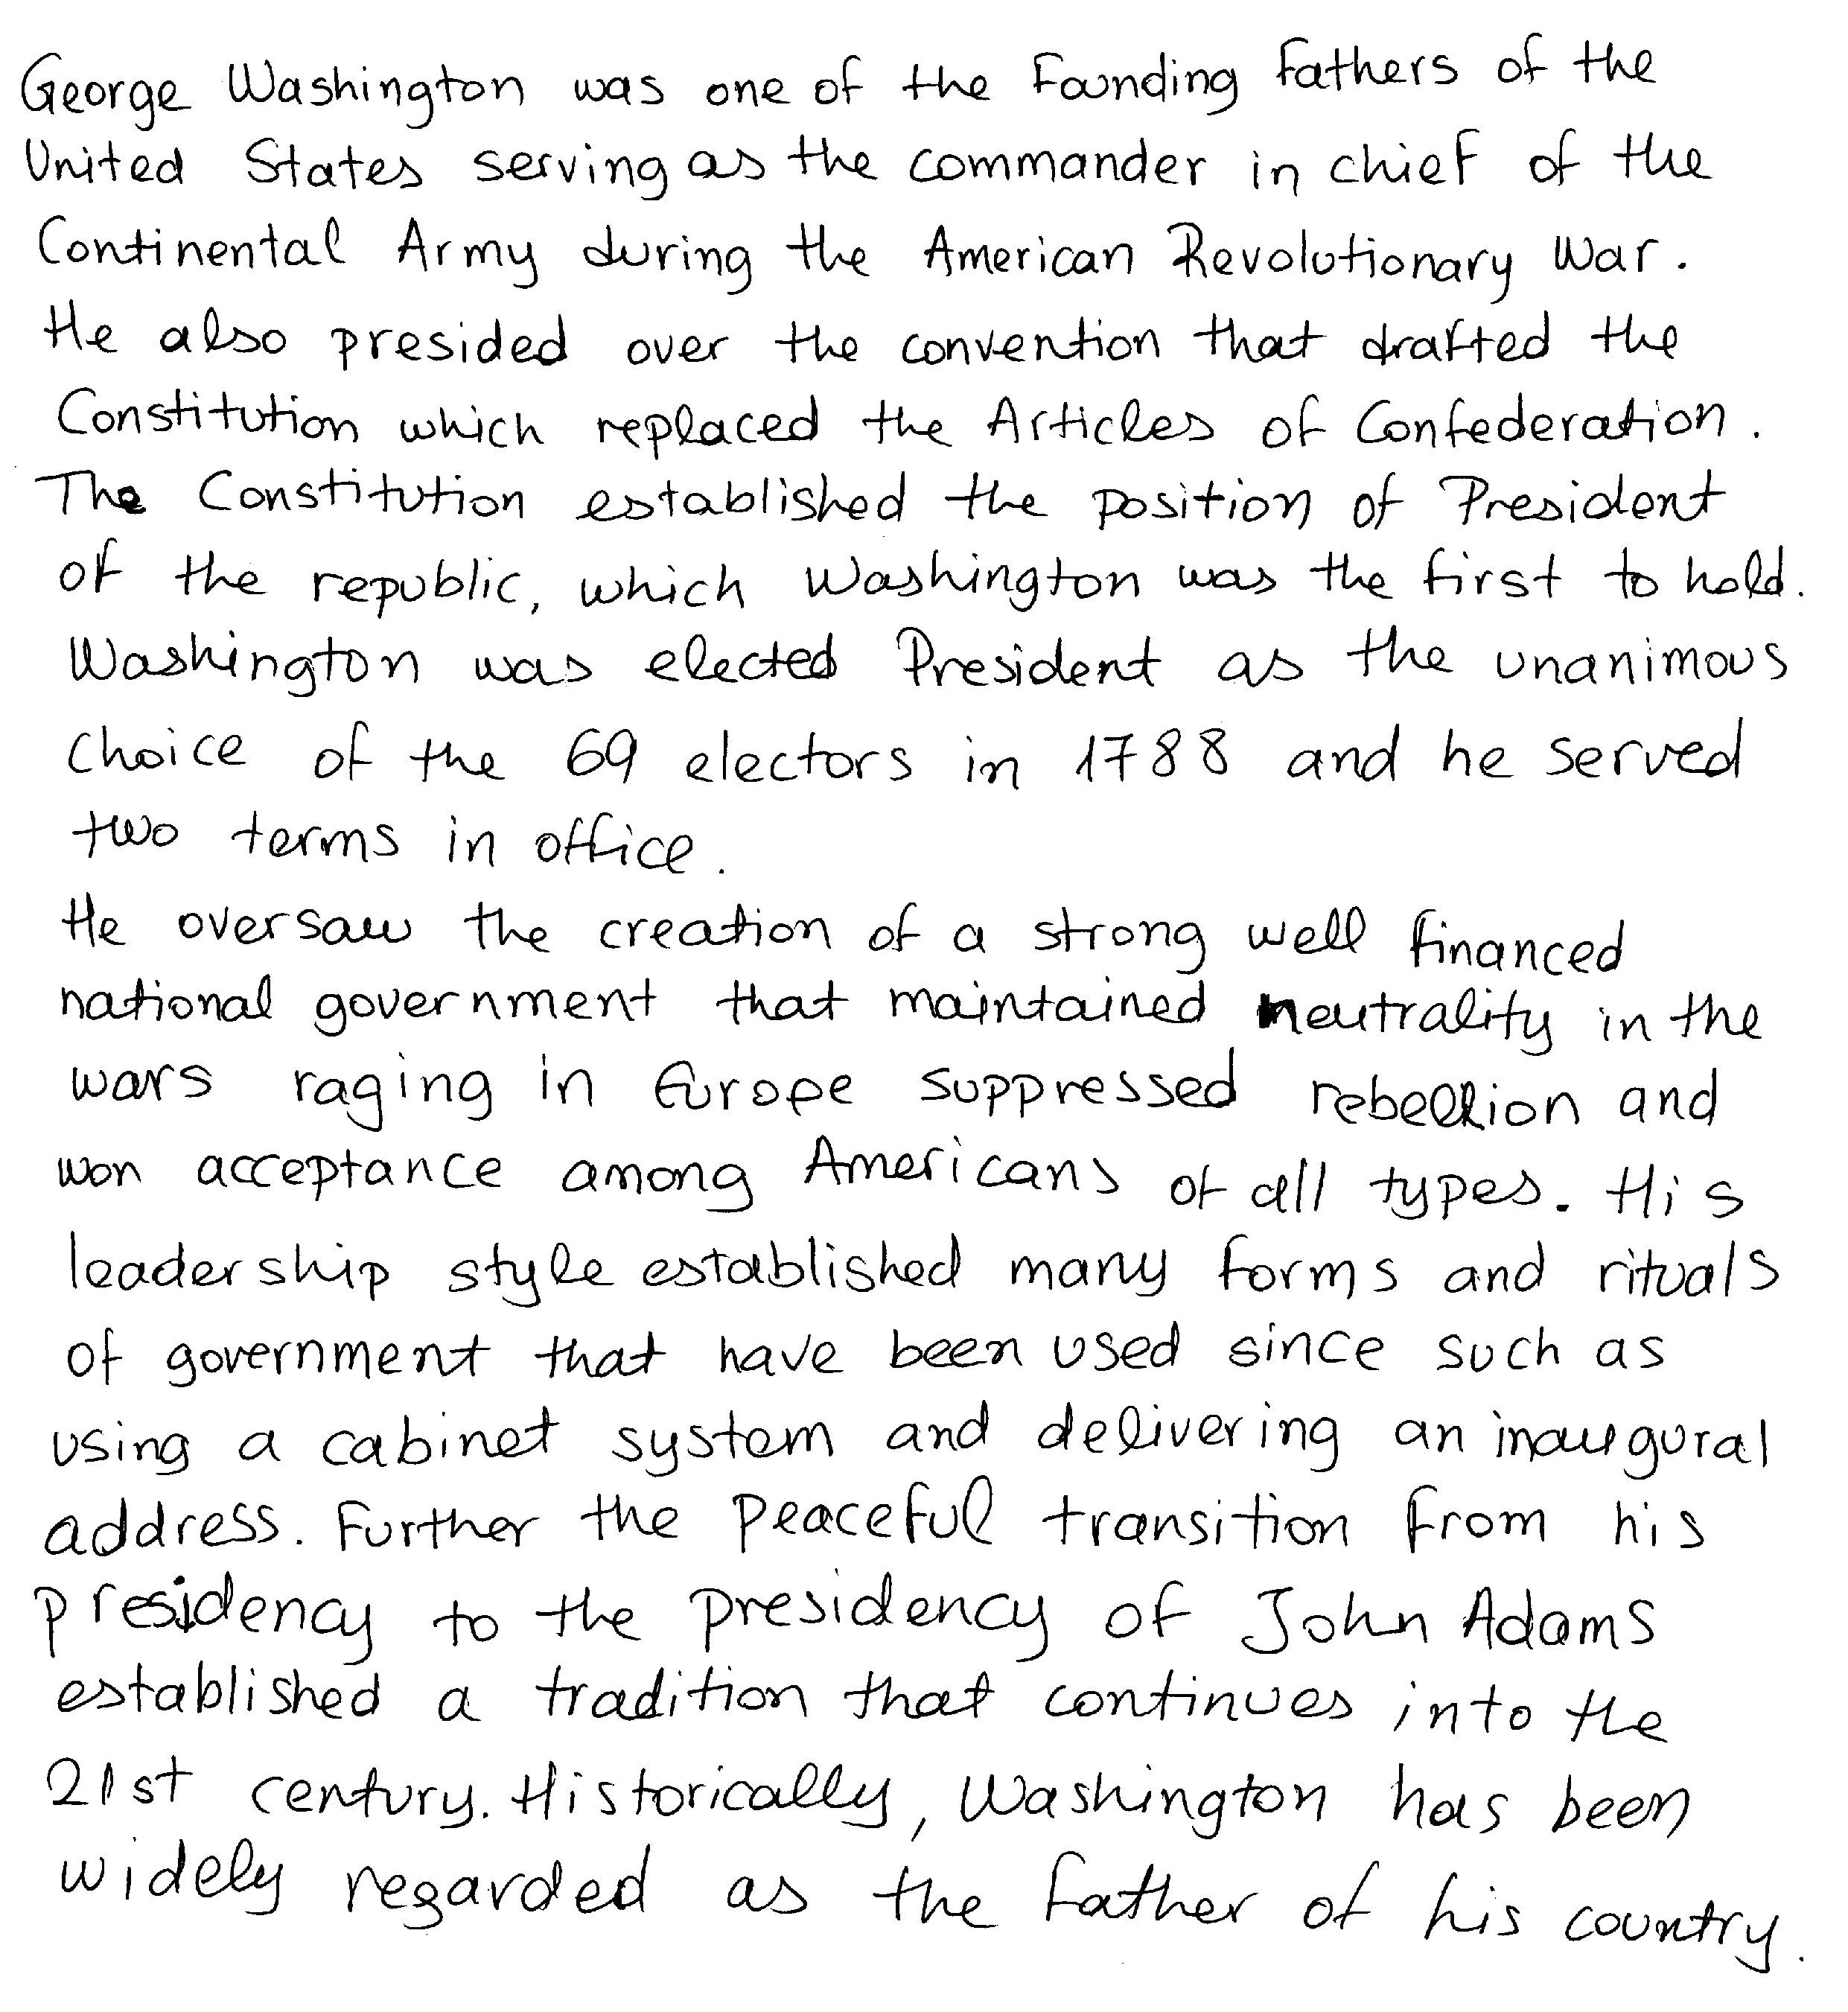 George Washington was one of the Founding Fathers of the
United States serving as the commander in chief of the
Continental Army during the American Revolutionary War.
He also presided over the convention that drafted the
Constitution which replaced the Articles of Confederation.
The Constitution established the position of President
of the republic, which Washington was the first to hold.
Washington was elected President as the unanimous
choice of the 69 electors in 1788 and he served
two terms in office.
He oversaw the creation of a strong well financed
national government that maintained neutrality in the
wars raging in Europe suppressed rebellion and
won acceptance among Americans of all types. His
leadership style established many forms and rituals
of government that have been used since such as
using a cabinet system and delivering an inaugural
address. Further the peaceful transition from his
presidency to the presidency of John Adams
established a tradition that continues into the
21st century. Historically, Washington has been
widely regarded as the father of his country.